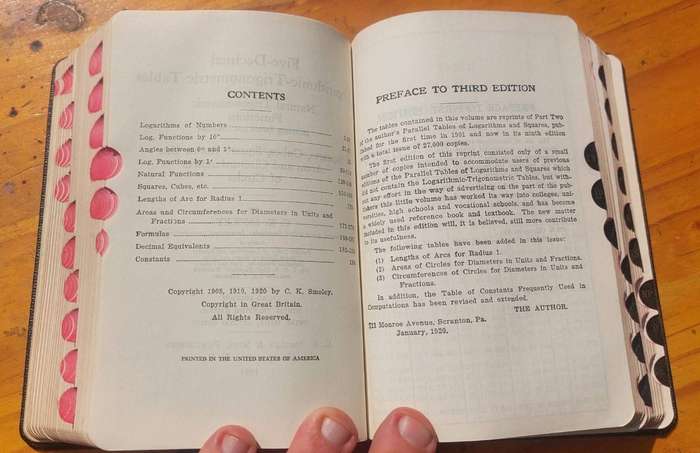 CONTENTS
Logarithms of Numbers
Log. Functions by 10"
Angles between 0° and 3°
Log. Functions by 1'
Natural Functions
Squares, Cubes, etc.
Lengths of Arc for Radius 1
Areas and Circumferences for Diameters in Units and
Fractions
Formulas
Decimal Equivalents
Constants
Copyright 1905, 1910, 1920 by C. K. Smoley.
Copyright in Great Britain.
All Rights Reserved.
PRINTED IN THE UNITED STATES OF AMERICA
PREFACE TO THIRD EDITION
The tables contained in this volume are reprints of Part Two
of the author's Parallel Tables of Logarithms and Squares, pub-
lished for the first time in 1901 and now in its ninth edition
with a total issue of 27,000 copies.
The first edition of this reprint consisted only of a small
number of copies intended to accommodate users of previous
editions of the Parallel Tables of Logarithms and Squares which
did not contain the Logarithmic-Trigonometric Tables, but with-
out any effort in the way of advertising on the part of the pub-
lishers this little volume has worked its way into colleges, uni-
versities, high schools and vocational schools, and has become
a widely used reference book and textbook. The new matter
included in this edition will, it is believed, still more contribute
to its usefulness.
The following tables have been added in this issue:
(1) Lengths of Arcs for Radius 1.
(2) Areas of Circles for Diameters in Units and Fractions.
(3) Circumferences of Circles for Diameters in Units and
Fractions.
In addition, the Table of Constants Frequently Used in
Computations has been revised and extended.
THE AUTHOR.
711 Monroe Avenue, Scranton, Pa.
January, 1920.